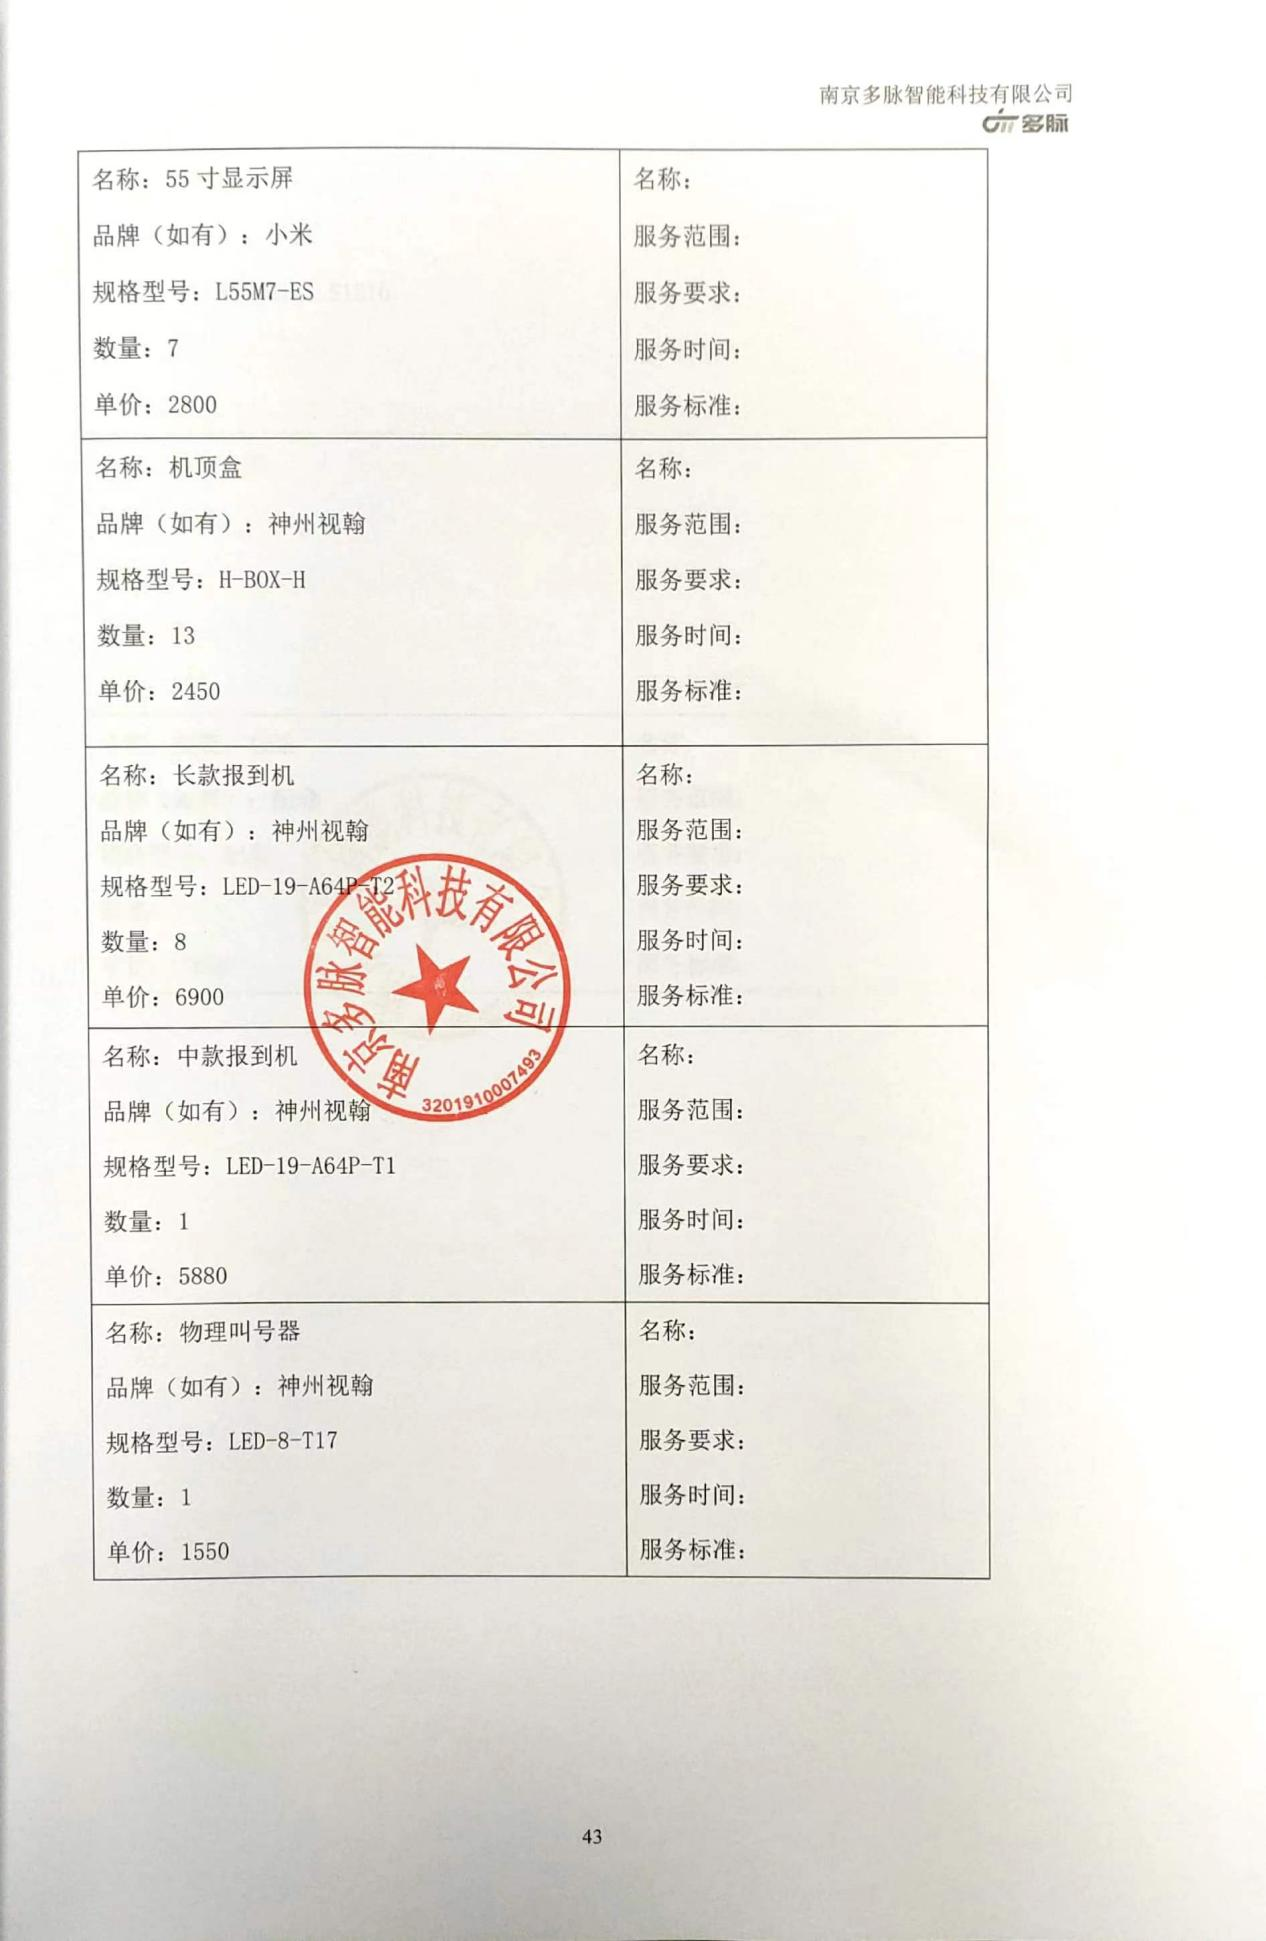 南京多脉智能科技有限公司
多脉
名称：55 寸显示屏
品牌（如有）：小米
规格型号：L55M7-ES
数量：7
单价：2800
名称：
服务范围：
服务要求：
服务时间：
服务标准：
名称：机顶盒
品牌（如有）：神州视翰
规格型号：H-BOX-H
数量：13
单价：2450
名称：
服务范围：
服务要求：
服务时间：
服务标准：
名称：长款报到机
品牌（如有）：神州视翰
规格型号：LED-19-A64P-T2
数量：8
单价：6900
名称：
服务范围：
服务要求：
服务时间：
服务标准：
南京多脉智能科技有限公司
3201910007493
名称：中款报到机
品牌（如有）：神州视翰
规格型号：LED-19-A64P-T1
数量：1
单价：5880
名称：
服务范围：
服务要求：
服务时间：
服务标准：
名称：物理叫号器
品牌（如有）：神州视翰
规格型号：LED-8-T17
数量：1
单价：1550
名称：
服务范围：
服务要求：
服务时间：
服务标准：
43